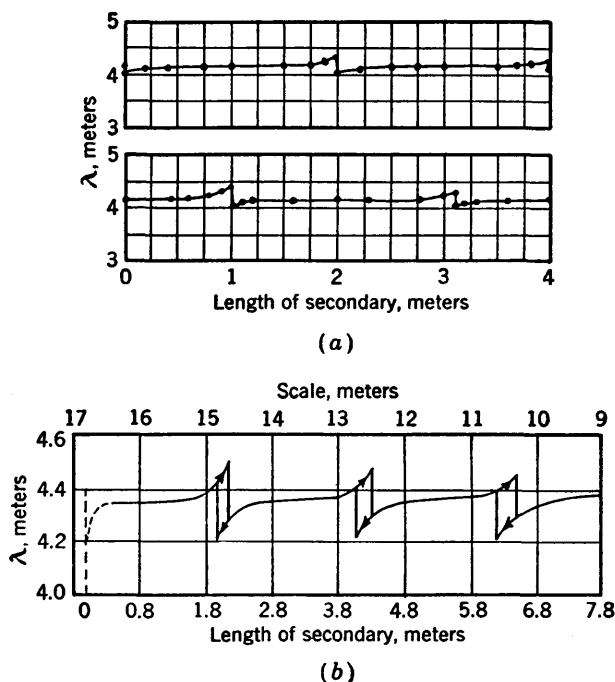 5
4
3
5
4
3
λ, meters
0 1 2 3 4
Length of secondary, meters
(a)
Scale, meters
17 16 15 14 13 12 11 10 9
4.6
4.4
4.2
4.0
λ, meters
0 0.8 1.8 2.8 3.8 4.8 5.8 6.8 7.8
Length of secondary, meters
(b)